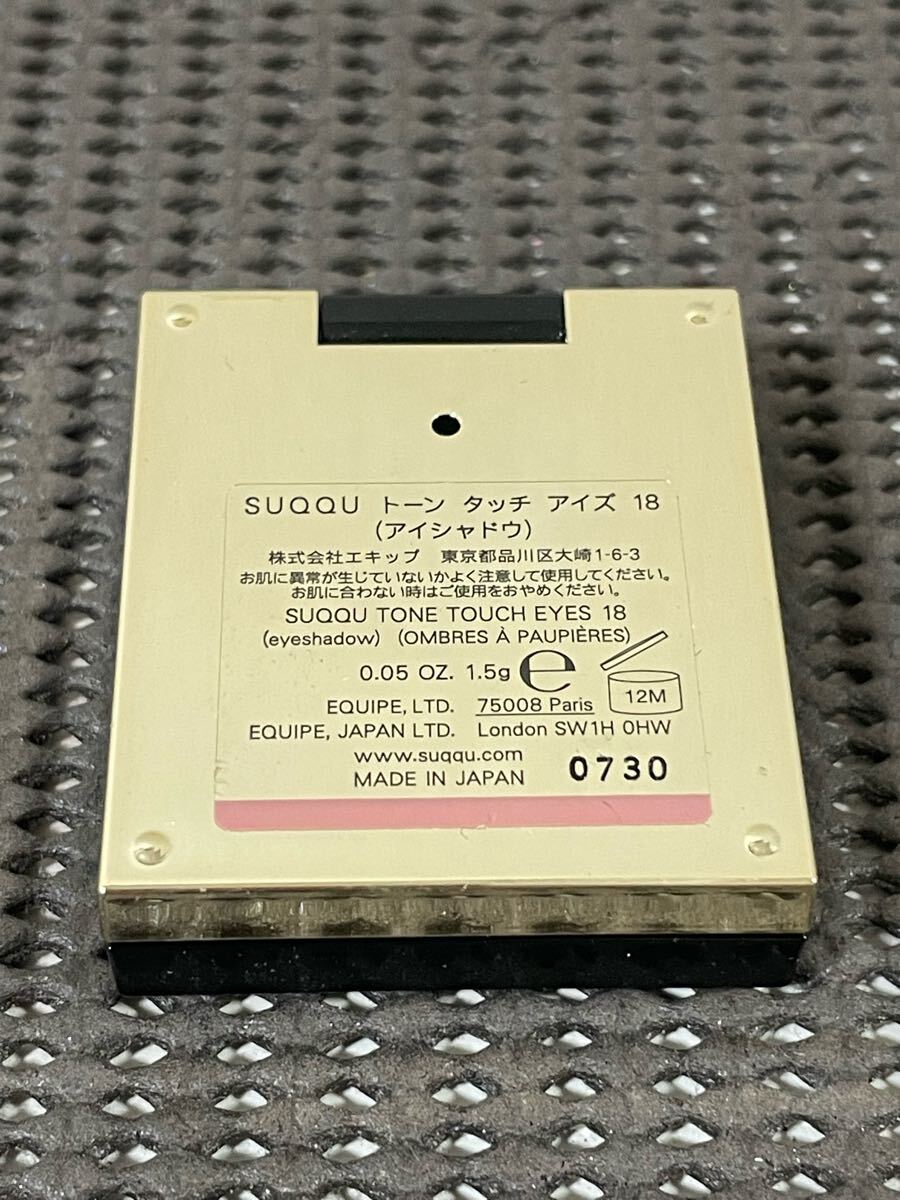 SUQQU トーン タッチ アイズ 18
(アイシャドウ)
株式会社エキップ 東京都品川区大崎1-6-3
お肌に異常が生じていないかよく注意して使用してください。
お肌に合わない時はご使用をおやめください。
SUQQU TONE TOUCH EYES 18
(eyeshadow) (OMBRES À PAUPIÈRES)
0.05 OZ. 1.5g ℮
12M
EQUIPE, LTD. 75008 Paris
EQUIPE, JAPAN LTD. London SW1H 0HW
www.suqqu.com
MADE IN JAPAN 0730